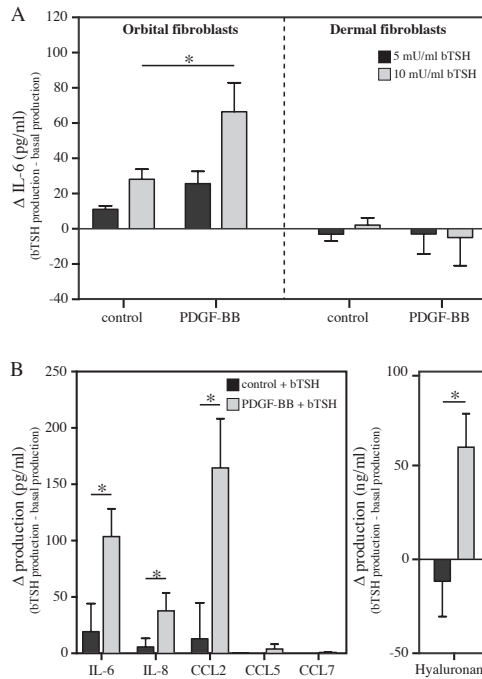 A
Orbital fibroblasts
Dermal fibroblasts
*
5 mU/ml bTSH
10 mU/ml bTSH
Δ IL-6 (pg/ml)
(bTSH production - basal production)
120
100
80
60
40
20
0
-20
-40
control
PDGF-BB
control
PDGF-BB
B
control + bTSH
PDGF-BB + bTSH
*
*
*
Δ production (pg/ml)
(bTSH production - basal production)
250
200
150
100
50
0
IL-6
IL-8
CCL2
CCL5
CCL7
*
Δ production (ng/ml)
(bTSH production - basal production)
100
50
0
-50
Hyaluronan